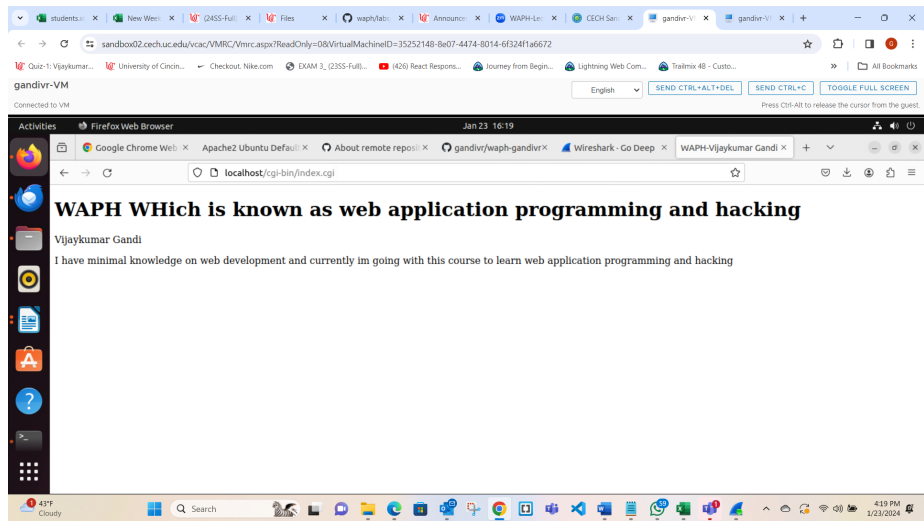 students.x
New Week
(24SS-Full
Files
waph/labs
Announce
WAPH-Lec
CECH San
gandivr-V
gandivr-V
sandbox02.cech.uc.edu/vcac/VMRC/Vmrc.aspx?ReadOnly=0&VirtualMachineID=35252148-8e07-4474-8014-6f324f1a6672
Quiz-1: Vijaykumar...
University of Cincin...
Checkout. Nike.com
EXAM 3_ (23SS-Full)...
(426) React Respons...
Journey from Begin...
Lightning Web Com...
Trailmix 4B - Custo...
All Bookmarks
gandivr-VM
English
SEND CTRL+ALT+DEL
SEND CTRL+C
TOGGLE FULL SCREEN
Connected to VM
Press Ctrl-Alt to release the cursor from the guest.
Activities
Firefox Web Browser
Jan 23 16:19
Google Chrome Web
Apache2 Ubuntu Defaul
About remote reposi
gandivr/waph-gandivr
Wireshark · Go Deep
WAPH-Vijaykumar Gandi
localhost/cgi-bin/index.cgi
WAPH WHich is known as web application programming and hacking
Vijaykumar Gandi
I have minimal knowledge on web development and currently im going with this course to learn web application programming and hacking
43°F
Cloudy
Search
59
4:19 PM
1/23/2024